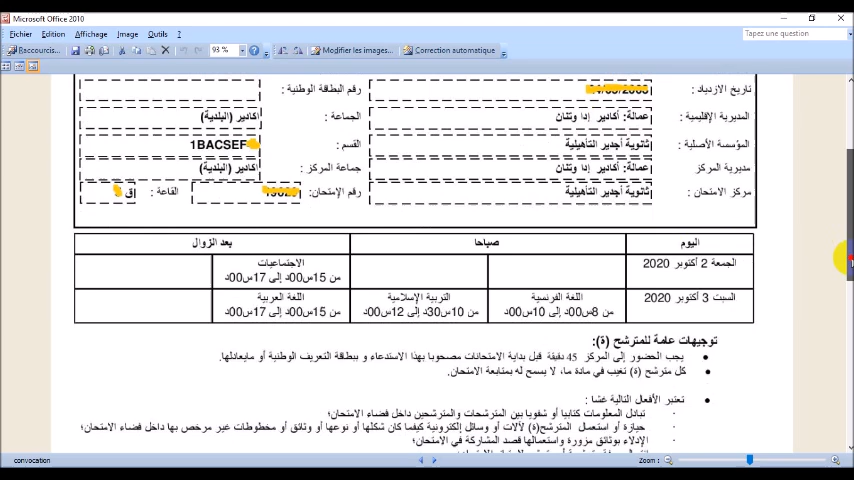 Microsoft Office 2010
Fichier Edition Affichage Image Outils ?
Tapez une question
Raccourcis... 93 % Modifier les images... Correction automatique
تاريخ الازدياد : رقم البطاقة الوطنية :
المديرية الإقليمية : عمالة: أكادير إدا وتنان الجماعة : اكادير (البلدية)
المؤسسة الأصلية : ثانوية أجدير التأهيلية القسم : 1BACSEF
مديرية المركز عمالة: أكادير إدا وتنان جماعة المركز : اكادير (البلدية)
مركز الامتحان : ثانوية أجدير التأهيلية رقم الإمتحان: القاعة : ق
اليوم صباحا بعد الزوال
الجمعة 2 أكتوبر 2020 الاجتماعيات
من 15س00د إلى 17س00د
السبت 3 أكتوبر 2020 اللغة الفرنسية التربية الإسلامية اللغة العربية
من 8س00د إلى 10س00د من 10س30د إلى 12س00د من 15س00د إلى 17س00د
توجيهات عامة للمترشح (ة):
• يجب الحضور إلى المركز 45 دقيقة قبل بداية الامتحانات مصحوبا بهذا الاستدعاء و ببطاقة التعريف الوطنية أو مايعادلها.
• كل مترشح (ة) تغيب في مادة ما، لا يسمح له بمتابعة الامتحان.
• تعتبر الأفعال التالية غشا :
- تبادل المعلومات كتابيا أو شفويا بين المترشحات والمترشحين داخل فضاء الامتحان؛
- حيازة أو استعمال المترشح(ة) لآلات أو وسائل إلكترونية كيفما كان شكلها أو نوعها أو وثائق أو مخطوطات غير مرخص بها داخل فضاء الامتحان؛
- الإدلاء بوثائق مزورة واستعمالها قصد المشاركة في الامتحان؛
convocation Zoom :